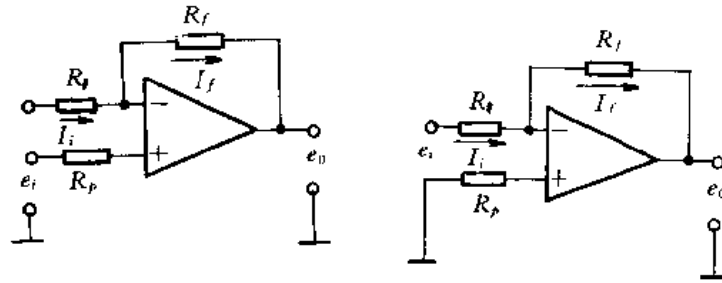 R_f
I_f
R_s
−
I_i
+
e_i
R_p
e_0
R_f
I_f
R_s
−
e_i
I_i
+
R_p
e_0